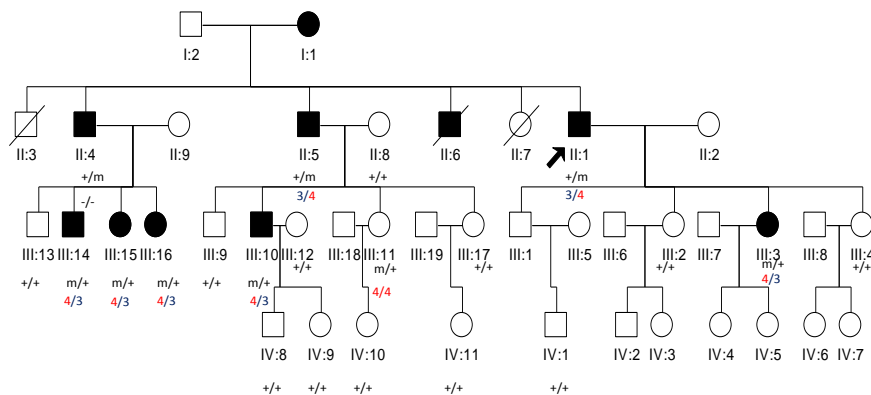 I:2 I:1
II:3 II:4 II:9 II:5 II:8 II:6 II:7 II:1 II:2
+/m +/m +/+ +/m
-/- 3/4 3/4
III:13 III:14 III:15 III:16 III:9 III:10 III:12 III:18 III:11 III:19 III:17 III:1 III:5 III:6 III:2 III:7 III:3 III:8 III:4
+/+ m/+ m/+ m/+ +/+ m/+ +/+ m/+ +/+ +/+ m/+ +/+
4/3 4/3 4/3 4/3 4/4 4/3
IV:8 IV:9 IV:10 IV:11 IV:1 IV:2 IV:3 IV:4 IV:5 IV:6 IV:7
+/+ +/+ +/+ +/+ +/+